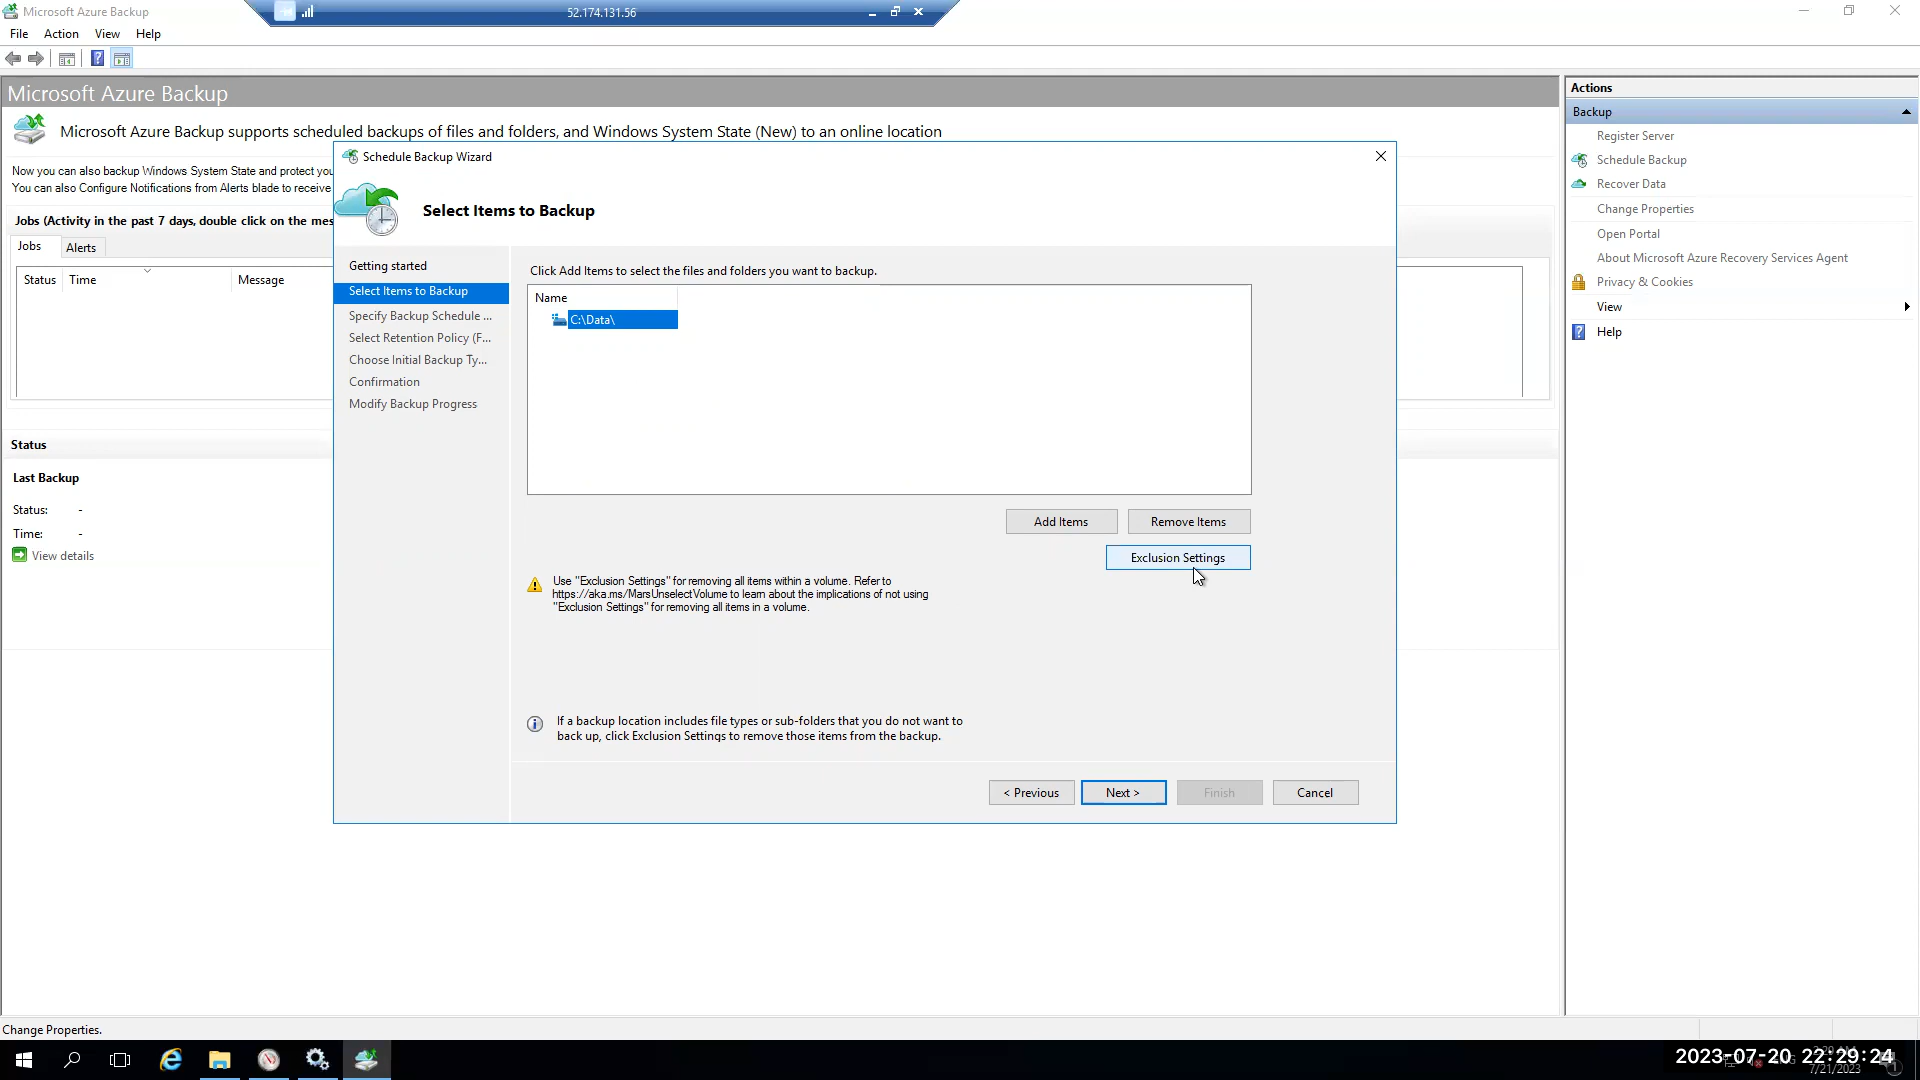 Microsoft Azure Backup
52.174.131.56
File Action View Help
Microsoft Azure Backup
Microsoft Azure Backup supports scheduled backups of files and folders, and Windows System State (New) to an online location
Now you can also backup Windows System State and protect you
You can also Configure Notifications from Alerts blade to receive
Jobs (Activity in the past 7 days, double click on the mes
Jobs Alerts
Status Time Message
Status
Last Backup
Status: -
Time: -
View details
Schedule Backup Wizard
Select Items to Backup
Getting started
Select Items to Backup
Specify Backup Schedule ...
Select Retention Policy (F...
Choose Initial Backup Ty...
Confirmation
Modify Backup Progress
Click Add Items to select the files and folders you want to backup.
Name
C:\Data\
Add Items Remove Items
Exclusion Settings
Use "Exclusion Settings" for removing all items within a volume. Refer to
https://aka.ms/MarsUnselectVolume to learn about the implications of not using
"Exclusion Settings" for removing all items in a volume.
If a backup location includes file types or sub-folders that you do not want to
back up, click Exclusion Settings to remove those items from the backup.
< Previous Next > Finish Cancel
Actions
Backup
Register Server
Schedule Backup
Recover Data
Change Properties
Open Portal
About Microsoft Azure Recovery Services Agent
Privacy & Cookies
View
Help
Change Properties.
2023-07-20 22:29:24
7/21/2023